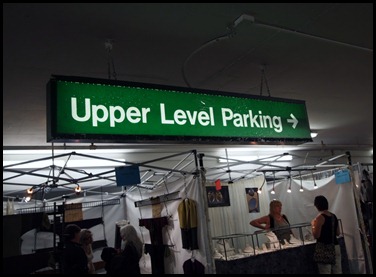 Upper Level Parking →